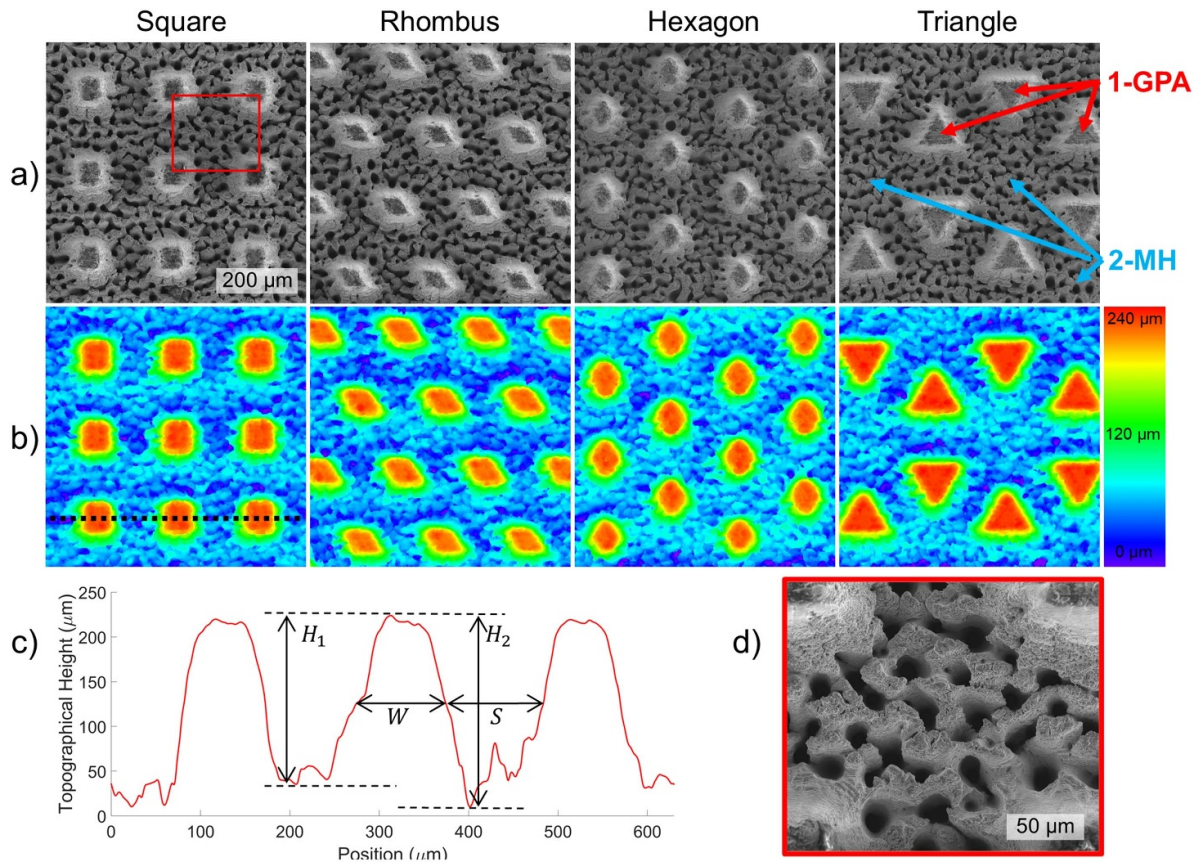 Square Rhombus Hexagon Triangle
a)
1-GPA
2-MH
200 µm
b)
240 µm
120 µm
0 µm
c)
Topographical Height (µm)
250
200
150
100
50
0
H1
H2
W
S
0 100 200 300 400 500 600
Position (µm)
d)
50 µm